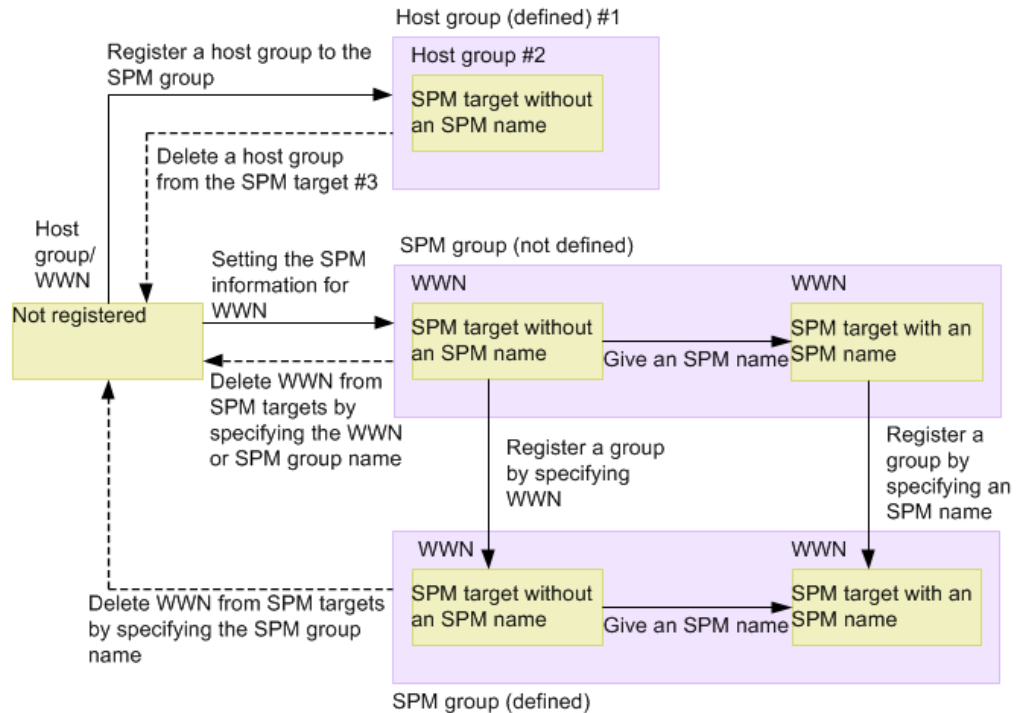 Host group (defined) #1
Register a host group to the
SPM group
Host group #2
SPM target without
an SPM name
Delete a host group
from the SPM target #3
Host
group/
WWN
SPM group (not defined)
Setting the SPM
information for
WWN
WWN
WWN
Not registered
SPM target without
an SPM name
Give an SPM name
SPM target with an
SPM name
Delete WWN from
SPM targets by
specifying the WWN
or SPM group name
Register a group
by specifying
WWN
Register a
group by
specifying an
SPM name
WWN
WWN
SPM target without
an SPM name
Give an SPM name
SPM target with an
SPM name
Delete WWN from SPM targets
by specifying the SPM group
name
SPM group (defined)